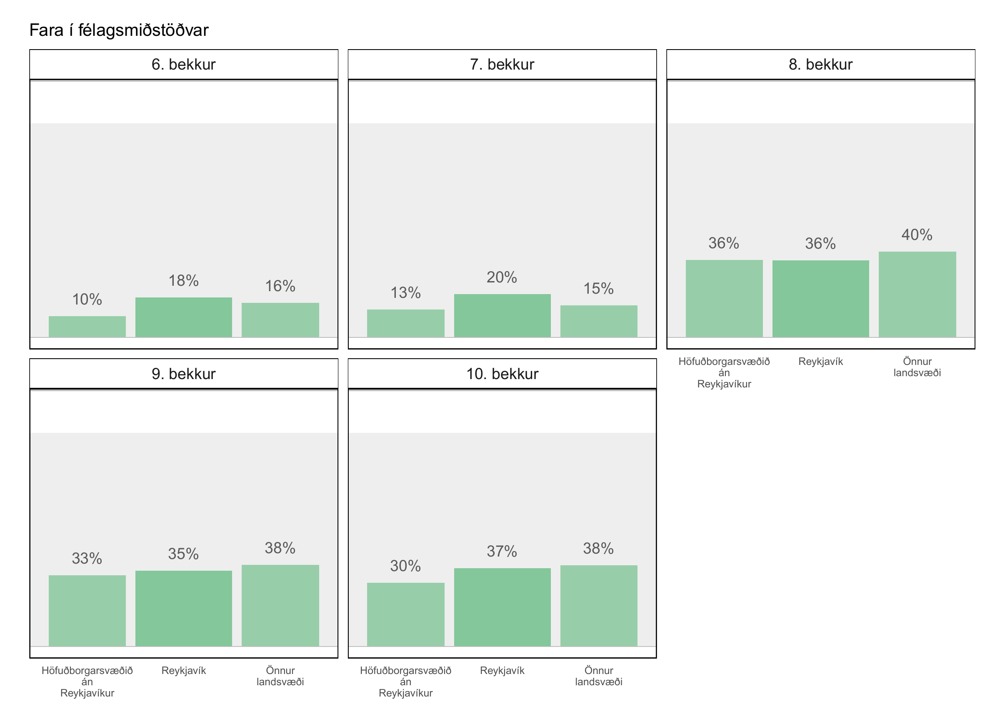 Fara í félagsmiðstöðvar
6. bekkur
10%
18%
16%
7. bekkur
13%
20%
15%
8. bekkur
36%
36%
40%
Höfuðborgarsvæðið
án
Reykjavíkur
Reykjavík
Önnur
landsvæði
9. bekkur
33%
35%
38%
Höfuðborgarsvæðið
án
Reykjavíkur
Reykjavík
Önnur
landsvæði
10. bekkur
30%
37%
38%
Höfuðborgarsvæðið
án
Reykjavíkur
Reykjavík
Önnur
landsvæði